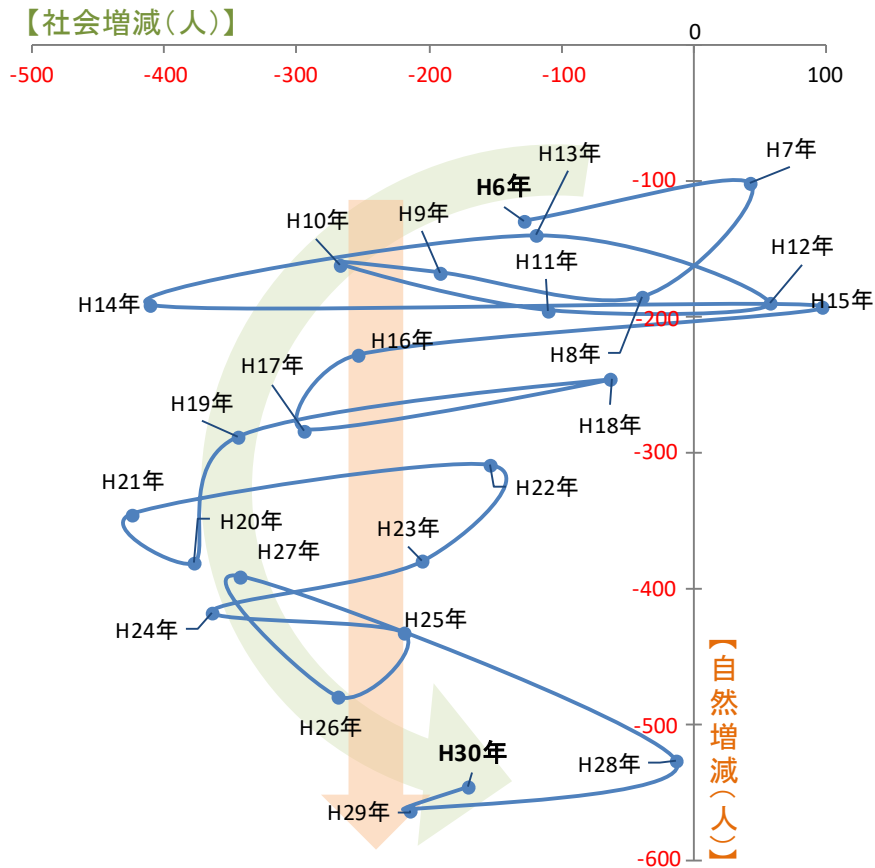 【社会増減(人)】
0
-500 -400 -300 -200 -100 100
H13年 H7年
H6年 -100
H10年 H9年 H12年
H11年
H14年 H15年
-200
H16年 H8年
H17年
H19年 H18年
-300
H21年 H22年
H20年 H23年
H27年
-400
H24年 H25年
【自然増減(人)】
H26年 -500
H30年 H28年
H29年
-600